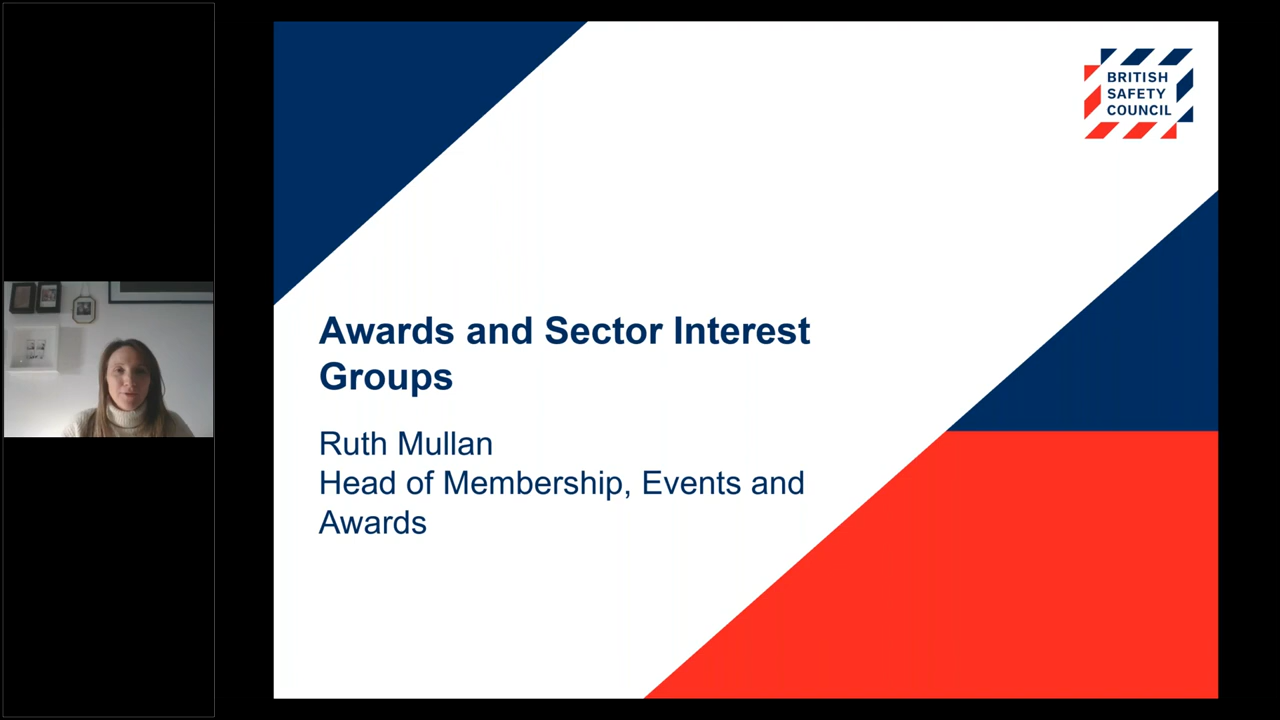 BRITISH
SAFETY
COUNCIL
Awards and Sector Interest
Groups
Ruth Mullan
Head of Membership, Events and
Awards